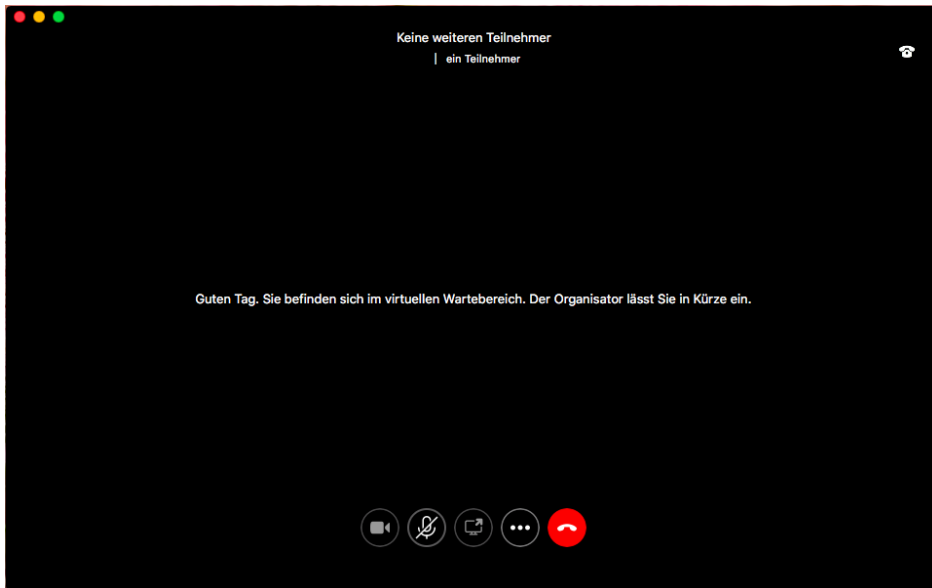 Keine weiteren Teilnehmer
| ein Teilnehmer
Guten Tag. Sie befinden sich im virtuellen Wartebereich. Der Organisator lässt Sie in Kürze ein.